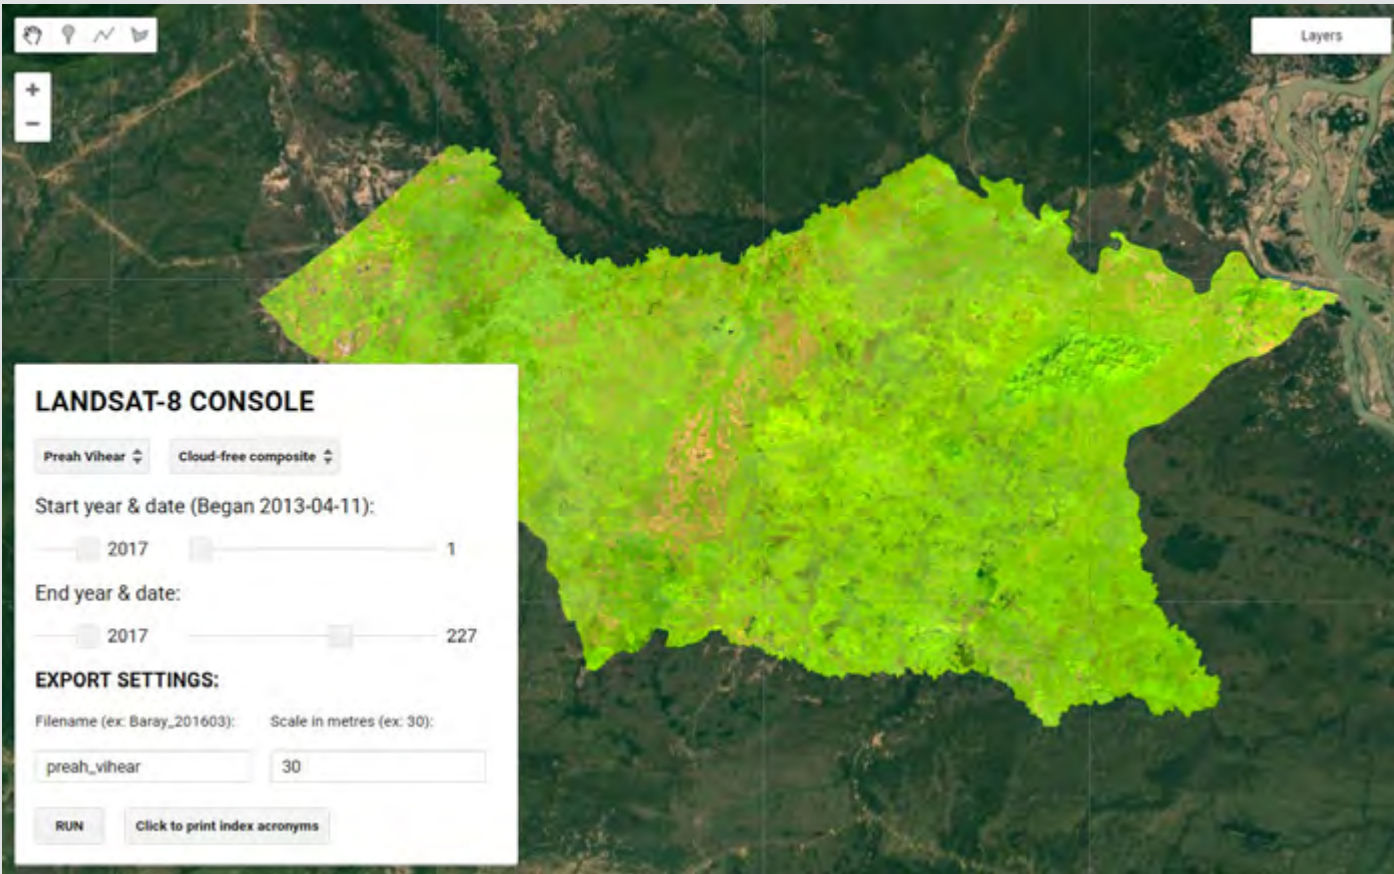 Layers
+
−
LANDSAT-8 CONSOLE
Preah Vihear Cloud-free composite
Start year & date (Began 2013-04-11):
2017 1
End year & date:
2017 227
EXPORT SETTINGS:
Filename (ex: Baray_201603): Scale in metres (ex: 30):
preah_vihear 30
RUN Click to print index acronyms